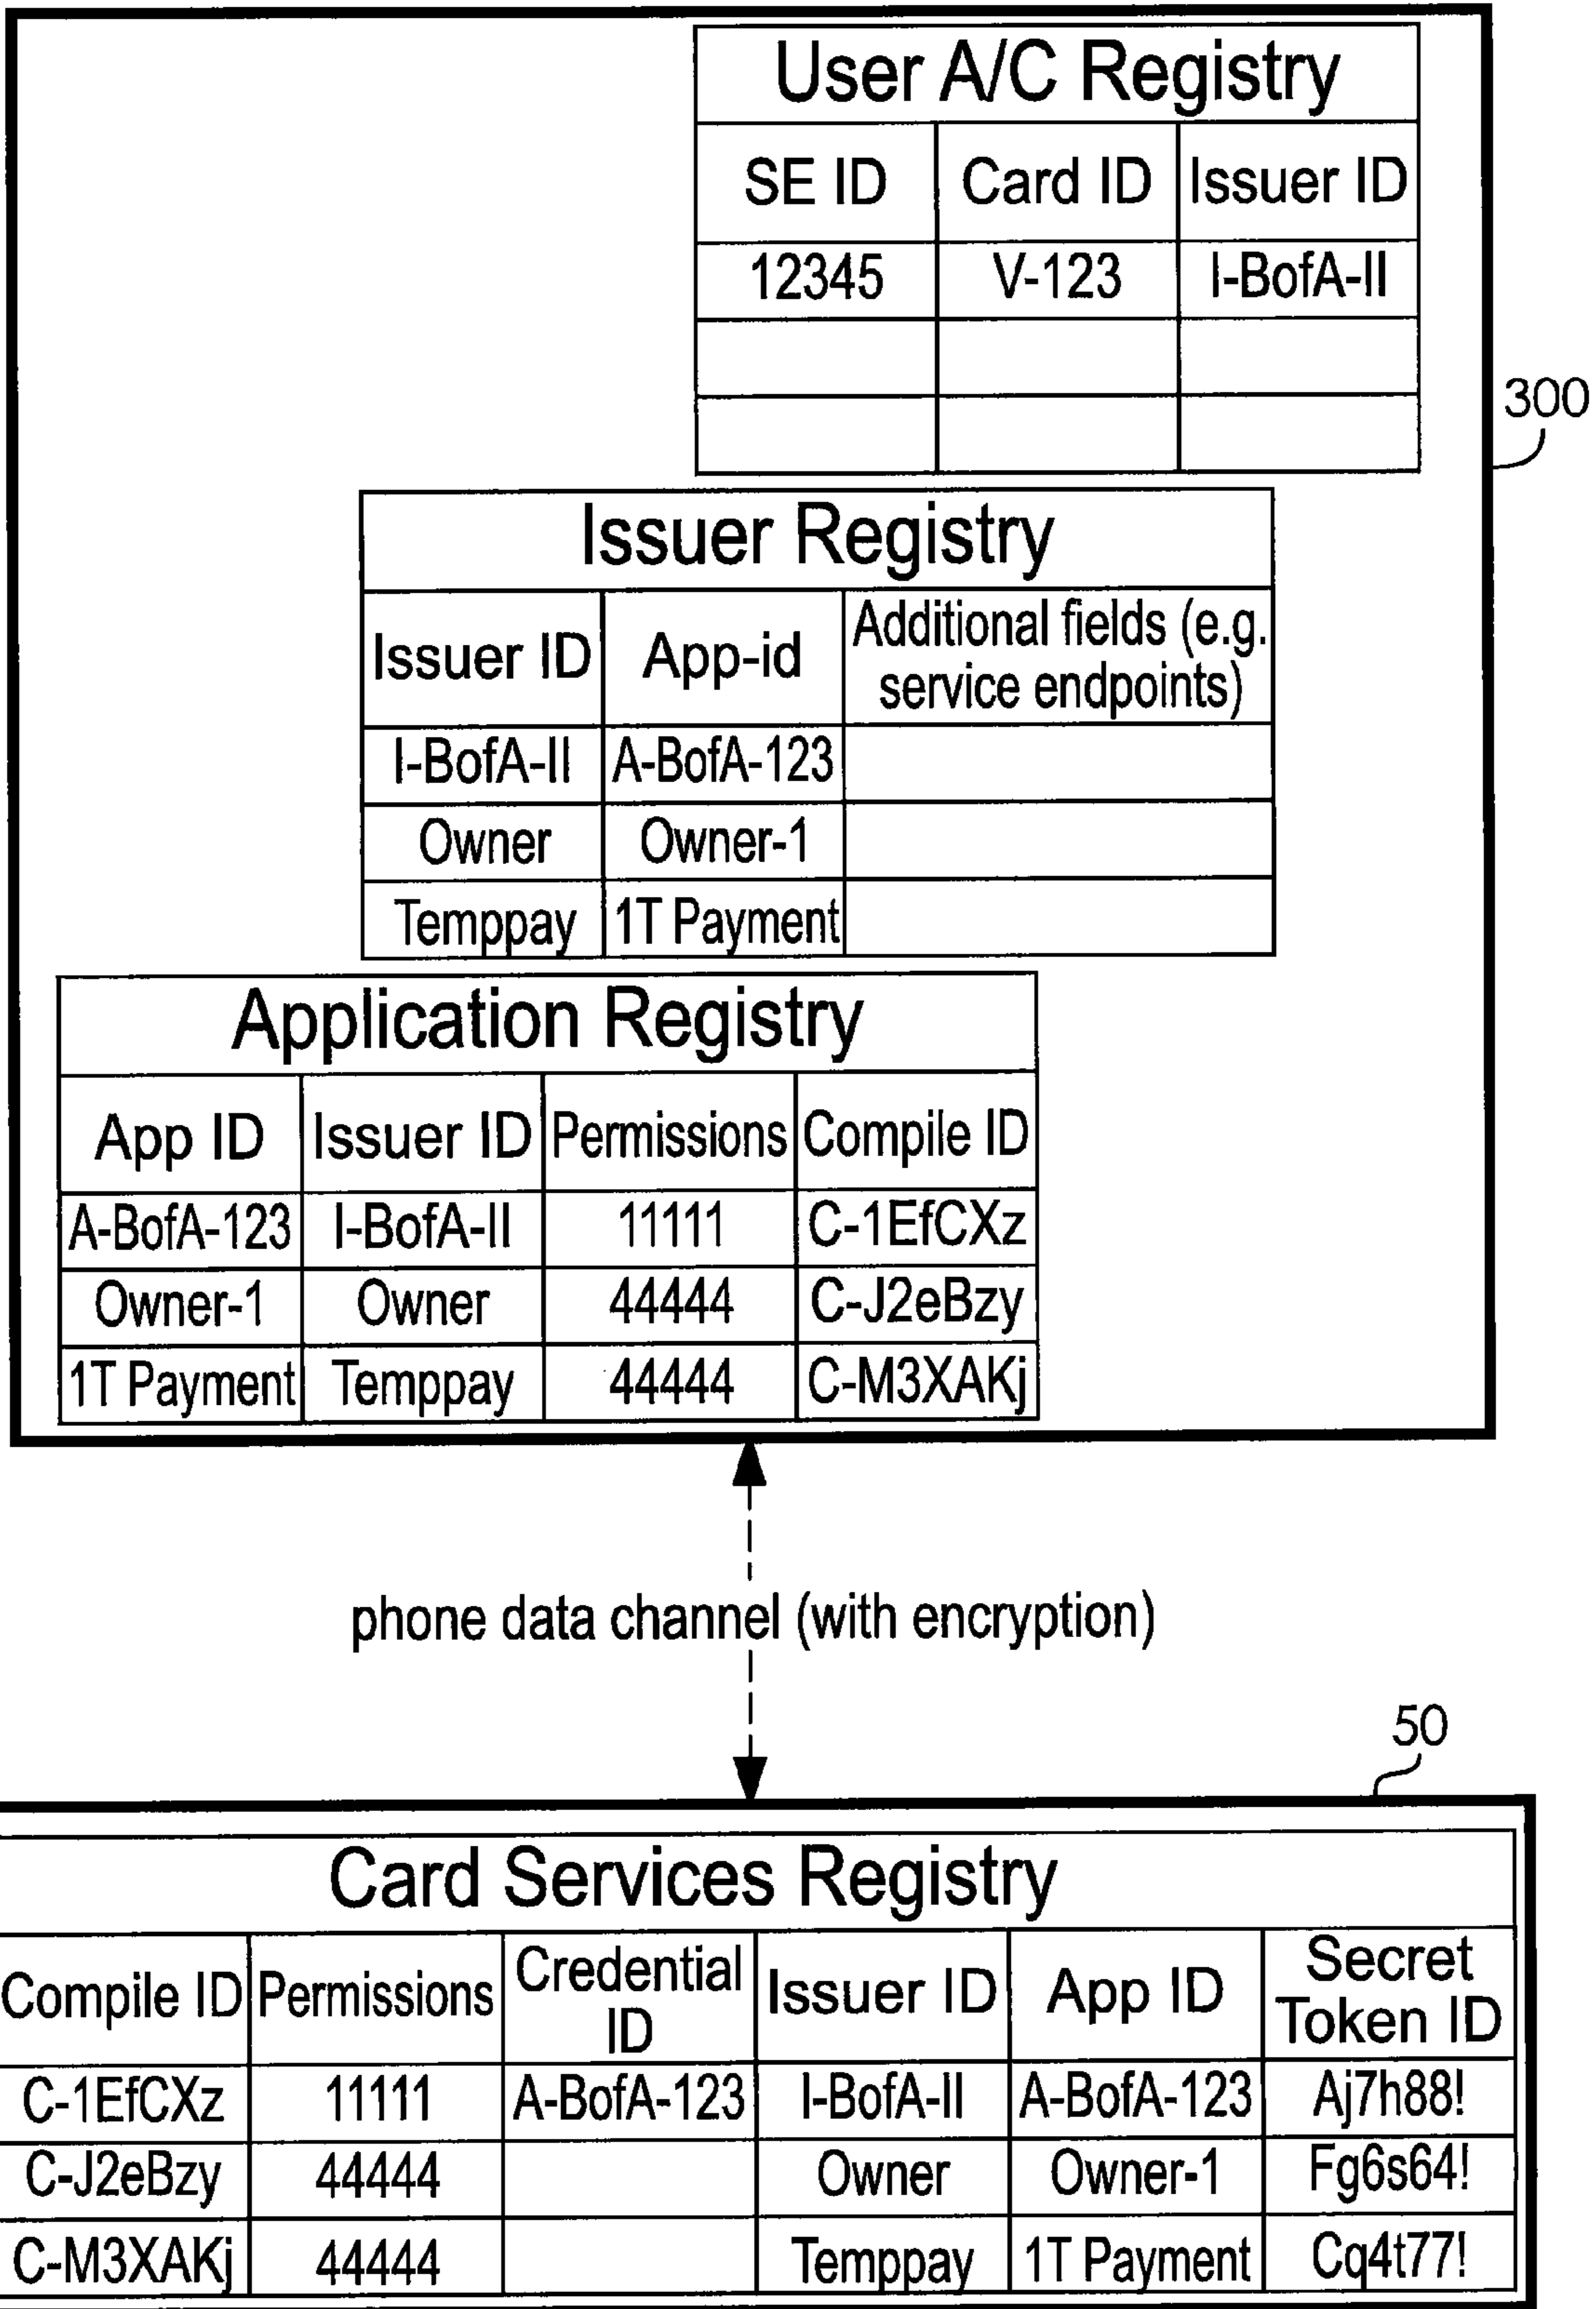 User A/C Registry
SE ID Card ID Issuer ID
12345 V-123 I-BofA-II
300
Issuer Registry
Issuer ID App-id Additional fields (e.g. service endpoints)
I-BofA-II A-BofA-123
Owner Owner-1
Temppay 1T Payment
Application Registry
App ID Issuer ID Permissions Compile ID
A-BofA-123 I-BofA-II 11111 C-1EfCXz
Owner-1 Owner 44444 C-J2eBzy
1T Payment Temppay 44444 C-M3XAKj
phone data channel (with encryption)
50
Card Services Registry
Compile ID Permissions Credential ID Issuer ID App ID Secret Token ID
C-1EfCXz 11111 A-BofA-123 I-BofA-II A-BofA-123 Aj7h88!
C-J2eBzy 44444 Owner Owner-1 Fg6s64!
C-M3XAKj 44444 Temppay 1T Payment Cq4t77!